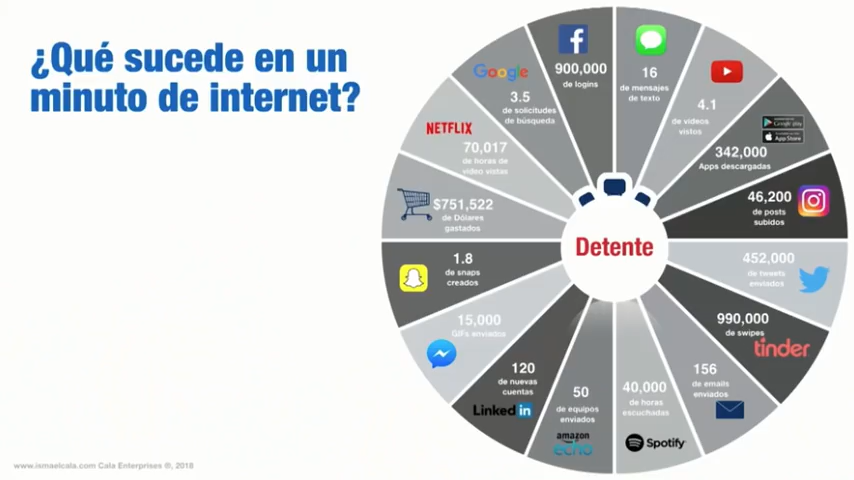 ¿Qué sucede en un
minuto de internet?
900,000
de logins
16
de mensajes
de texto
4.1
de videos
vistos
Google play
App Store
342,000
Apps descargadas
46,200
de posts
subidos
452,000
de tweets
enviados
990,000
de swipes
tinder
156
de emails
enviados
40,000
de horas
escuchadas
Spotify
50
de equipos
enviados
amazon
echo
120
de nuevas
cuentas
Linked in
15,000
GIFs enviados
1.8
de snaps
creados
$751,522
de Dólares
gastados
NETFLIX
70,017
de horas de
video vistas
Google
3.5
de solicitudes
de búsqueda
Detente
www.ismaelcala.com Cala Enterprises ®, 2018